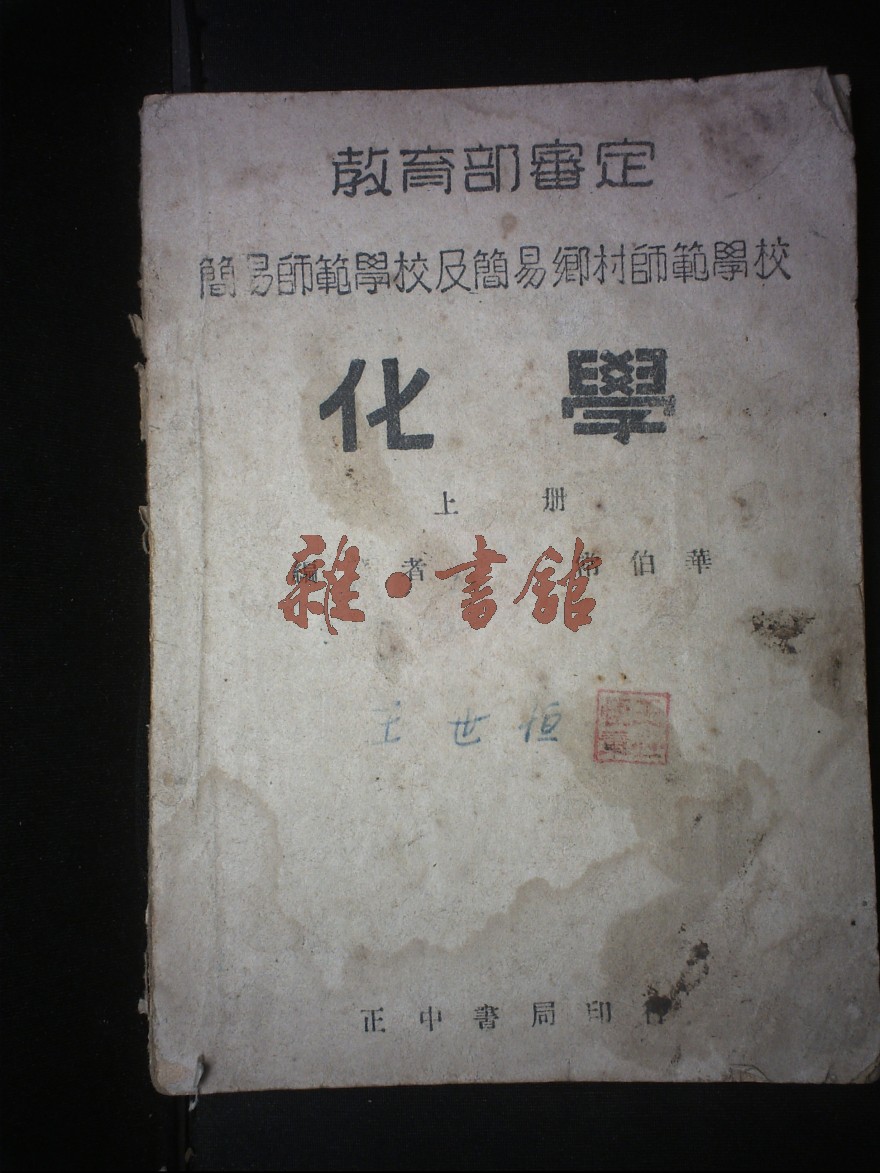 教育部審定
簡易師範學校及簡易鄉村師範學校
化學
上册
編者 常伯華
雜·書館
王世恒
正中書局印行